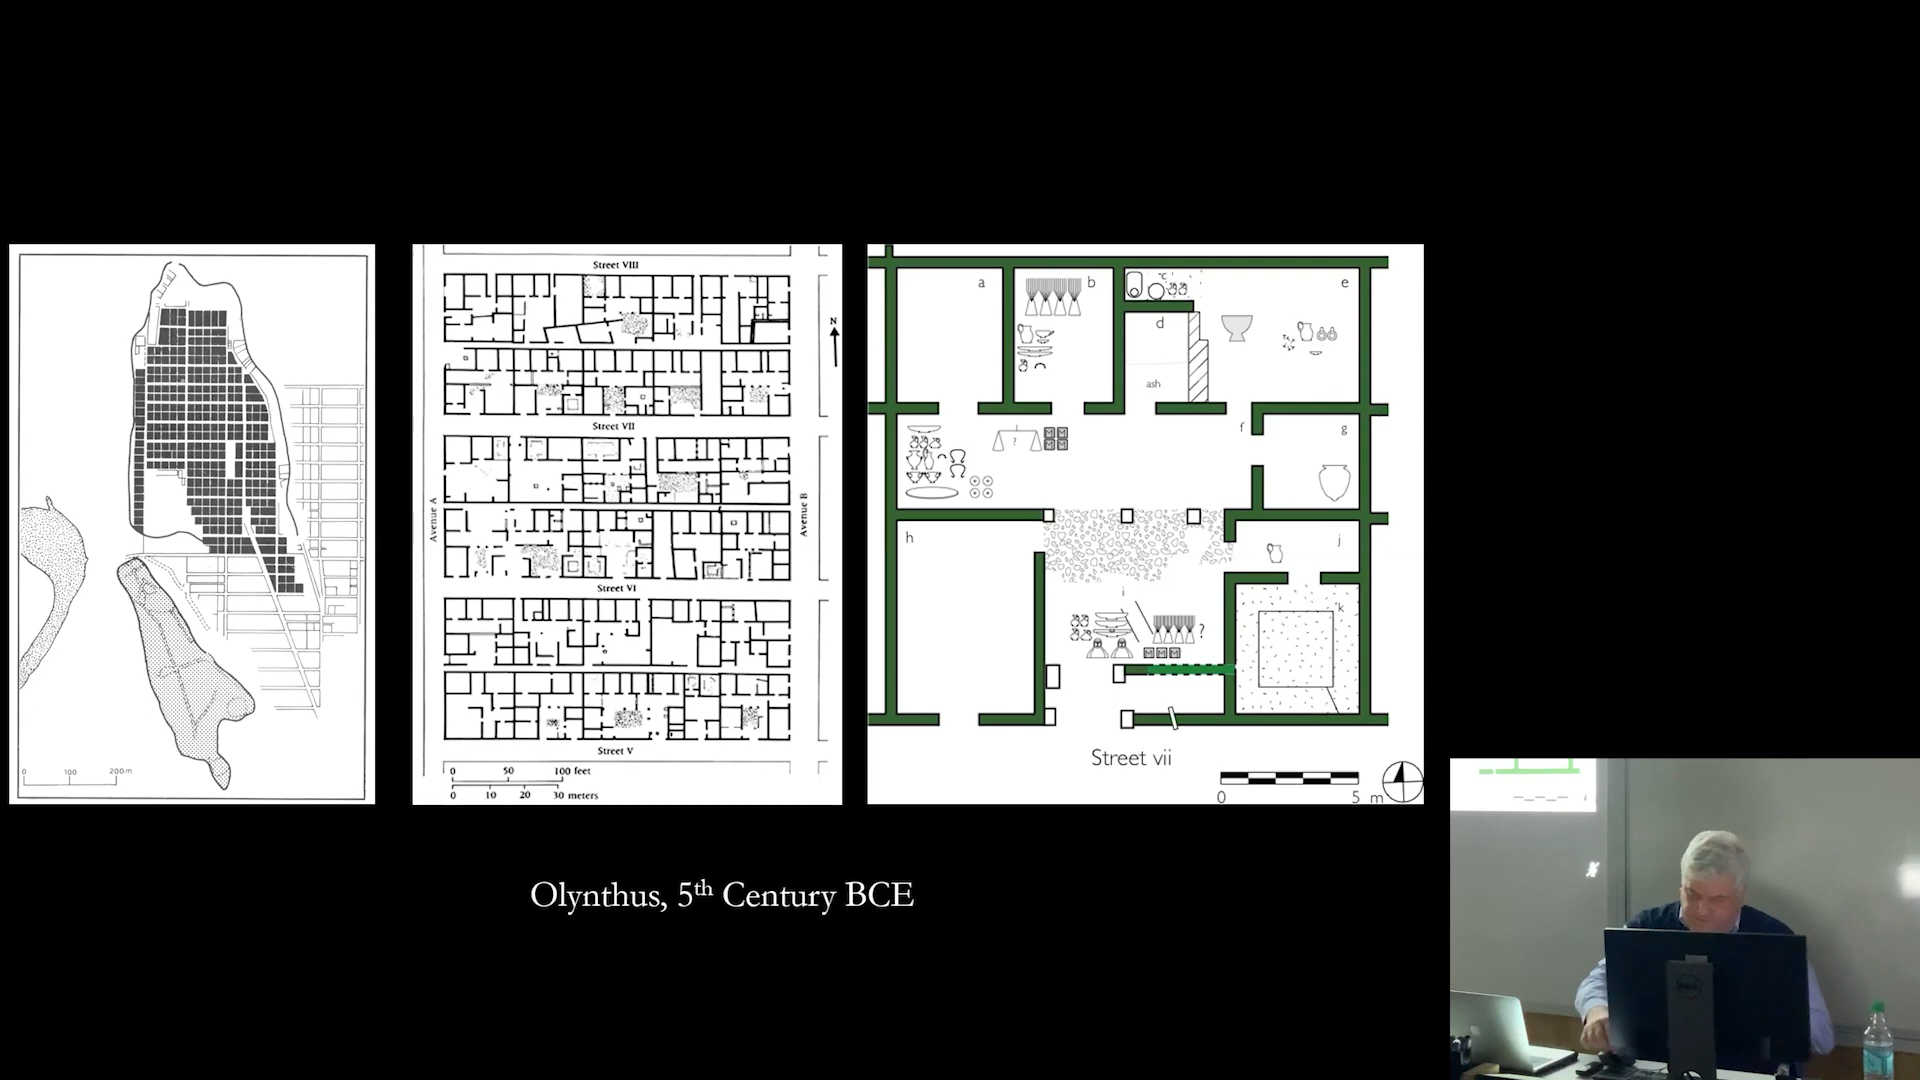 0 100 200 m
Street VIII
N
Street VII
Avenue A
Avenue B
Street VI
Street V
0 50 100 feet
0 10 20 30 meters
a
b
c
e
d
ash
f
g
?
h
j
i
k
?
Street vii
0 5 m
Olynthus, 5th Century BCE
DELL